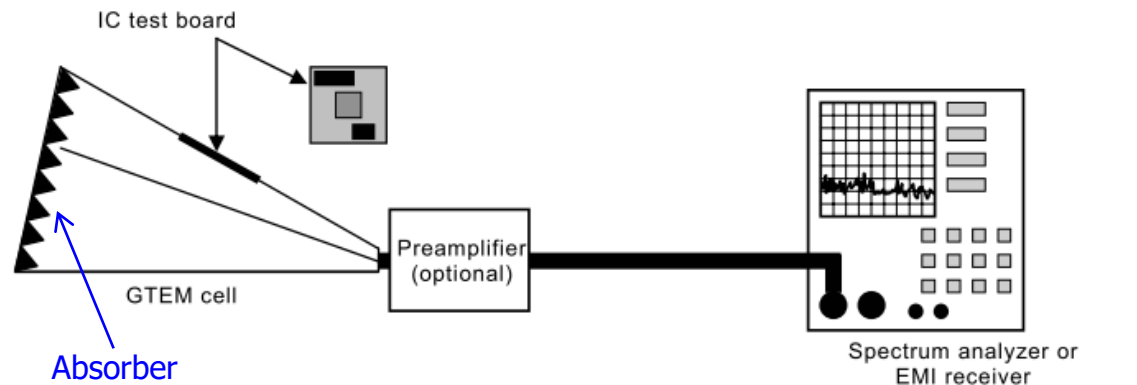 IC test board
Preamplifier
(optional)
GTEM cell
Absorber
Spectrum analyzer or
EMI receiver